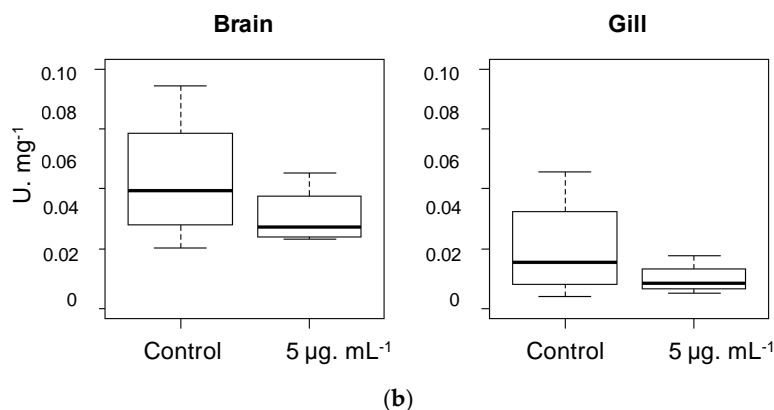 Brain Gill
0.10 0.10
0.08 0.08
0.06 0.06
U. mg⁻¹
0.04 0.04
0.02 0.02
0 0
Control 5 µg. mL⁻¹ Control 5 µg. mL⁻¹
(b)